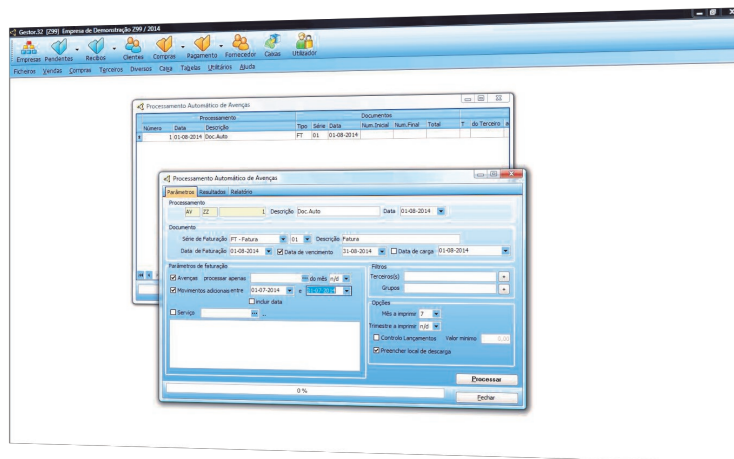 Gestor.32 [Z99] Empresa de Demonstração Z99 / 2014
Empresas Pendentes Recibos Clientes Compras Pagamento Fornecedor Caixas Utilizador
Ficheiros Vendas Compras Terceiros Diversos Caixa Tabelas Utilitários Ajuda
Processamento Automático de Avenças
Processamento Documentos
Número Data Descrição Tipo Série Data Num.Inicial Num.Final Total T do Terceiro
1 01-08-2014 Doc.Auto FT 01 01-08-2014
Processamento Automático de Avenças
Parâmetros Resultados Relatório
Processamento
AV ZZ 1 Descrição Doc.Auto Data 01-08-2014
Documento
Série de Faturação FT - Fatura 01 Descrição Fatura
Data de Faturação 01-08-2014 Data de vencimento 31-08-2014 Data de carga 01-08-2014
Parâmetros de faturação
Avenças processar apenas do mês n/d
Movimentos adicionais entre 01-07-2014 e 31-07-2014
Incluir data
Serviço ..
Filtros
Terceiros(s)
Grupos
Opções
Mês a imprimir 7
Trimestre a imprimir n/d
Controlo Lançamentos Valor mínimo 0,00
Preencher local de descarga
Processar
0 %
Fechar